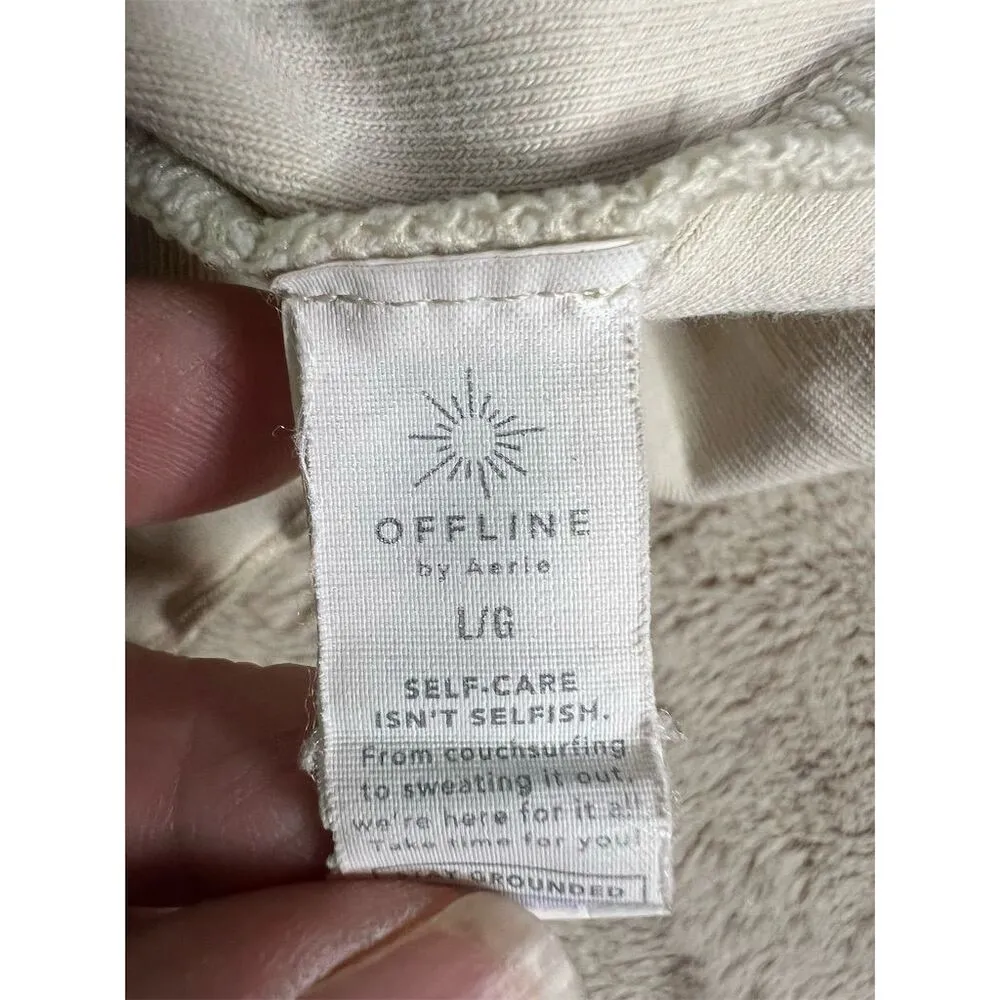 OFFLINE
by Aerie
L/G
SELF-CARE
ISN'T SELFISH.
From couchsurfing
to sweating it out,
we're here for it all.
Take time for you!
GROUNDED